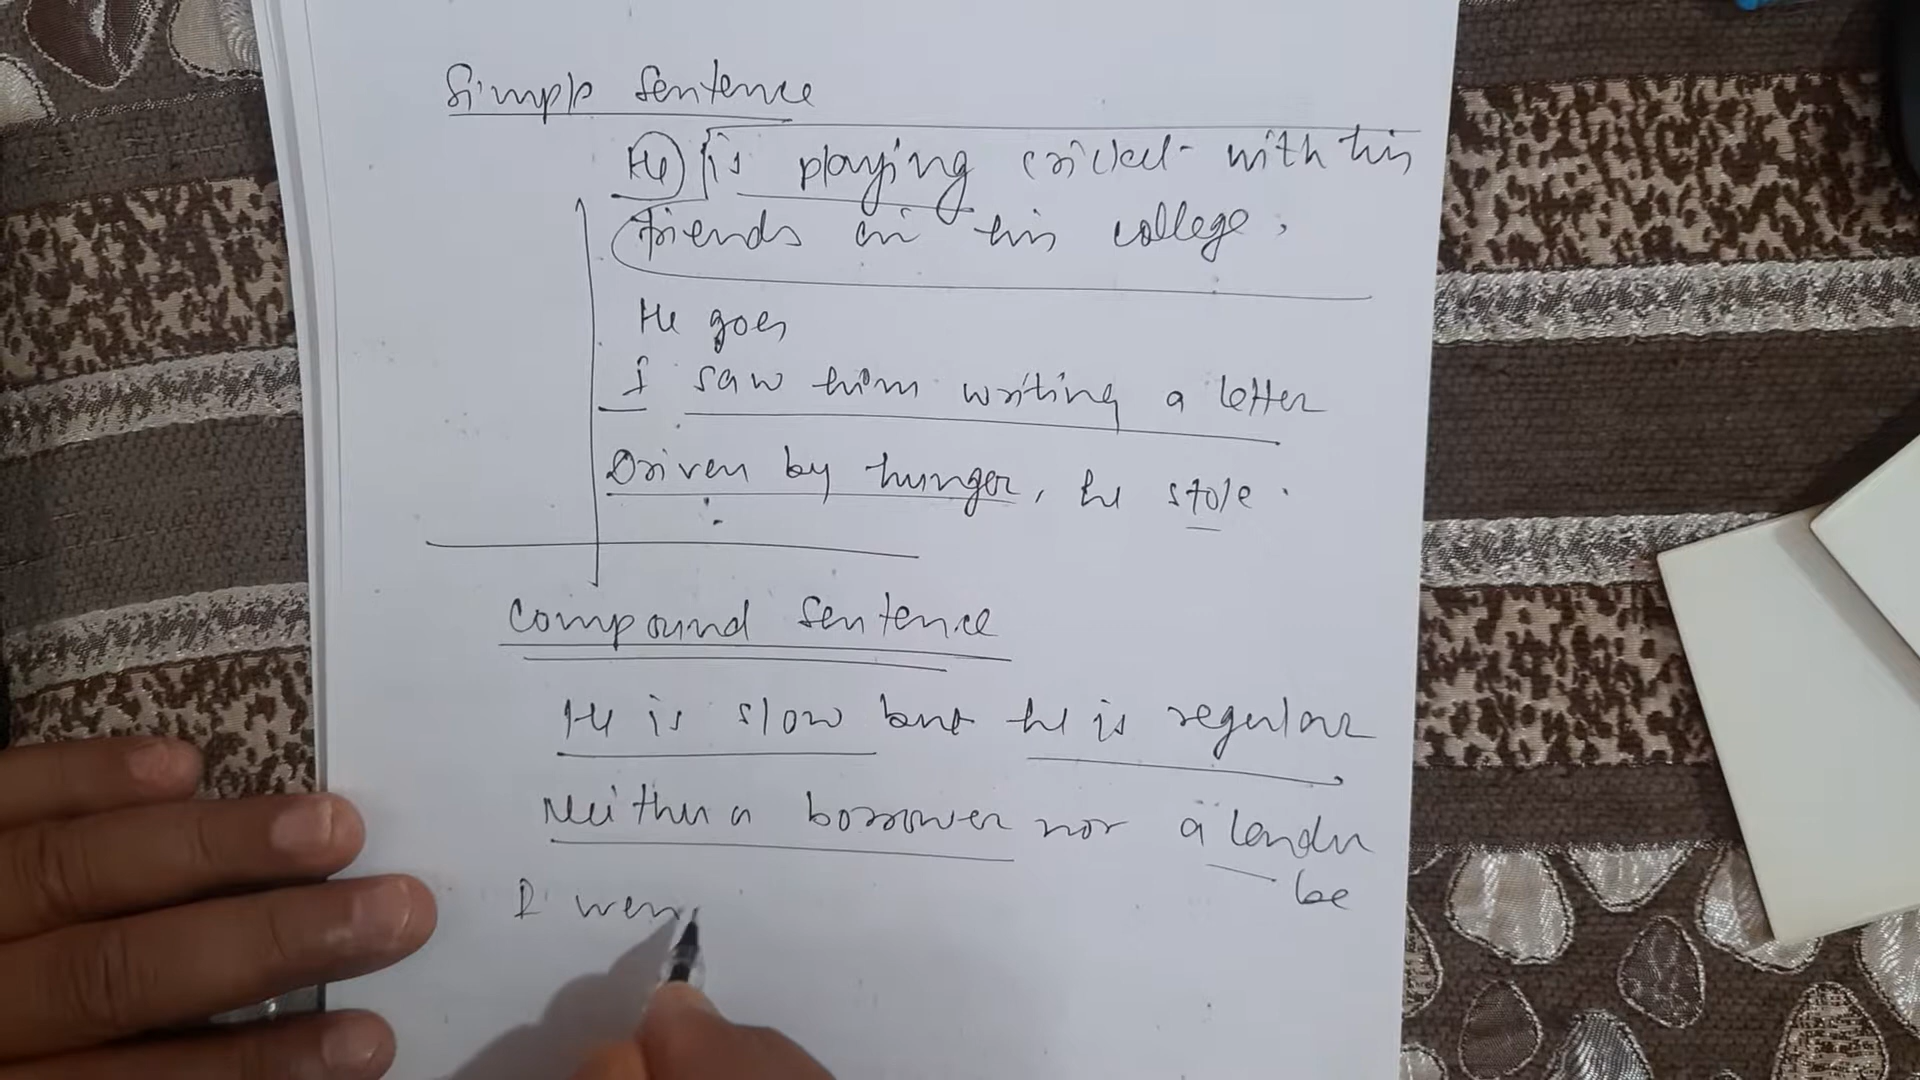 Simple Sentence
He is playing cricket with his
friends in his college.
He goes
I saw him writing a letter
Driven by hunger, he stole.
Compound Sentence
He is slow but he is regular
Neither a borrower nor a lender
be
I wen